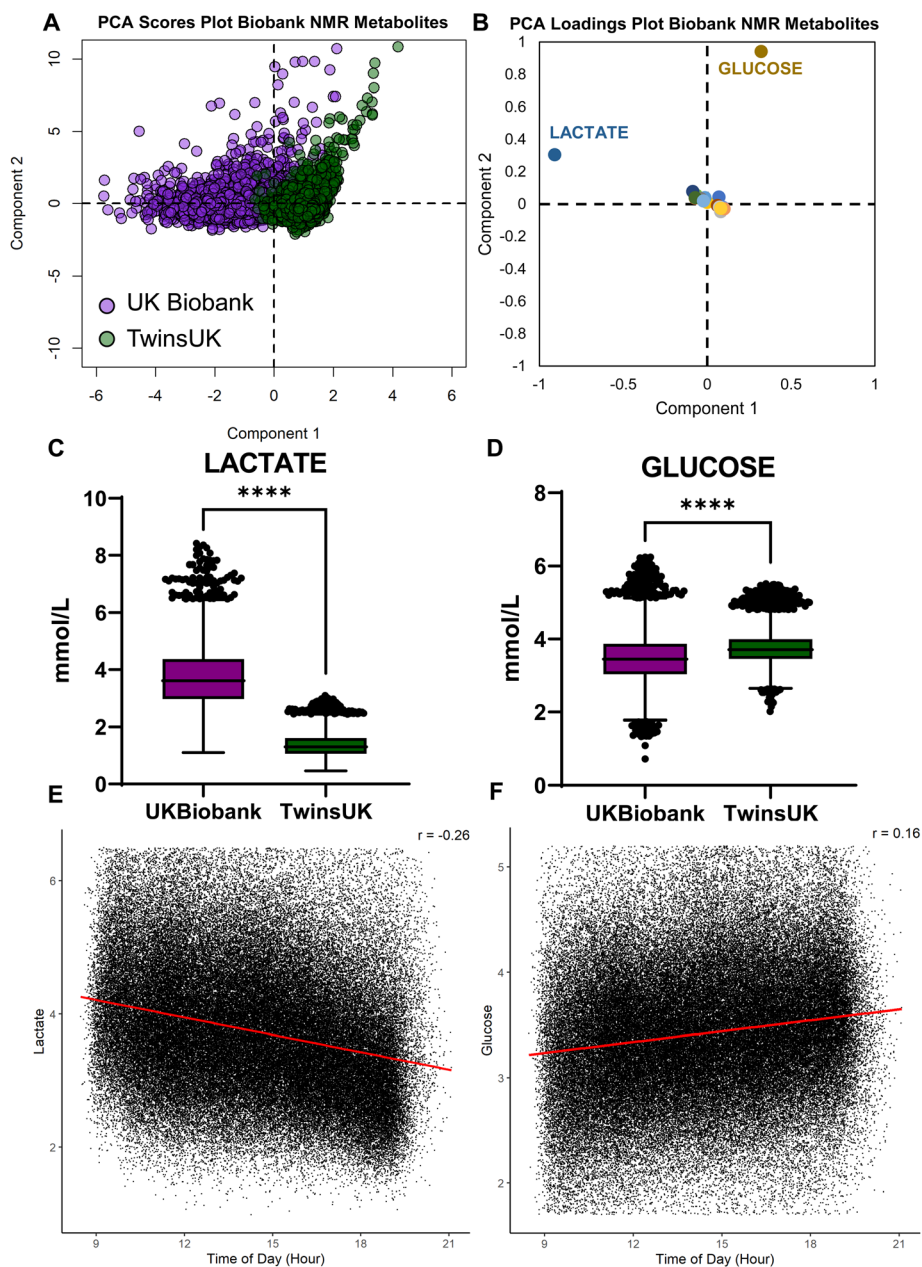 A
PCA Scores Plot Biobank NMR Metabolites
10
5
0
-5
-10
Component 2
UK Biobank
TwinsUK
-6
-4
-2
0
2
4
6
Component 1
B
PCA Loadings Plot Biobank NMR Metabolites
1
0.8
0.6
0.4
0.2
0
-0.2
-0.4
-0.6
-0.8
-1
Component 2
GLUCOSE
LACTATE
-1
-0.5
0
0.5
1
Component 1
C
LACTATE
****
10
8
6
4
2
0
mmol/L
UKBiobank
TwinsUK
D
GLUCOSE
****
8
6
4
2
0
mmol/L
UKBiobank
TwinsUK
E
r = -0.26
6
4
2
Lactate
9
12
15
18
21
Time of Day (Hour)
F
r = 0.16
5
4
3
2
Glucose
9
12
15
18
21
Time of Day (Hour)